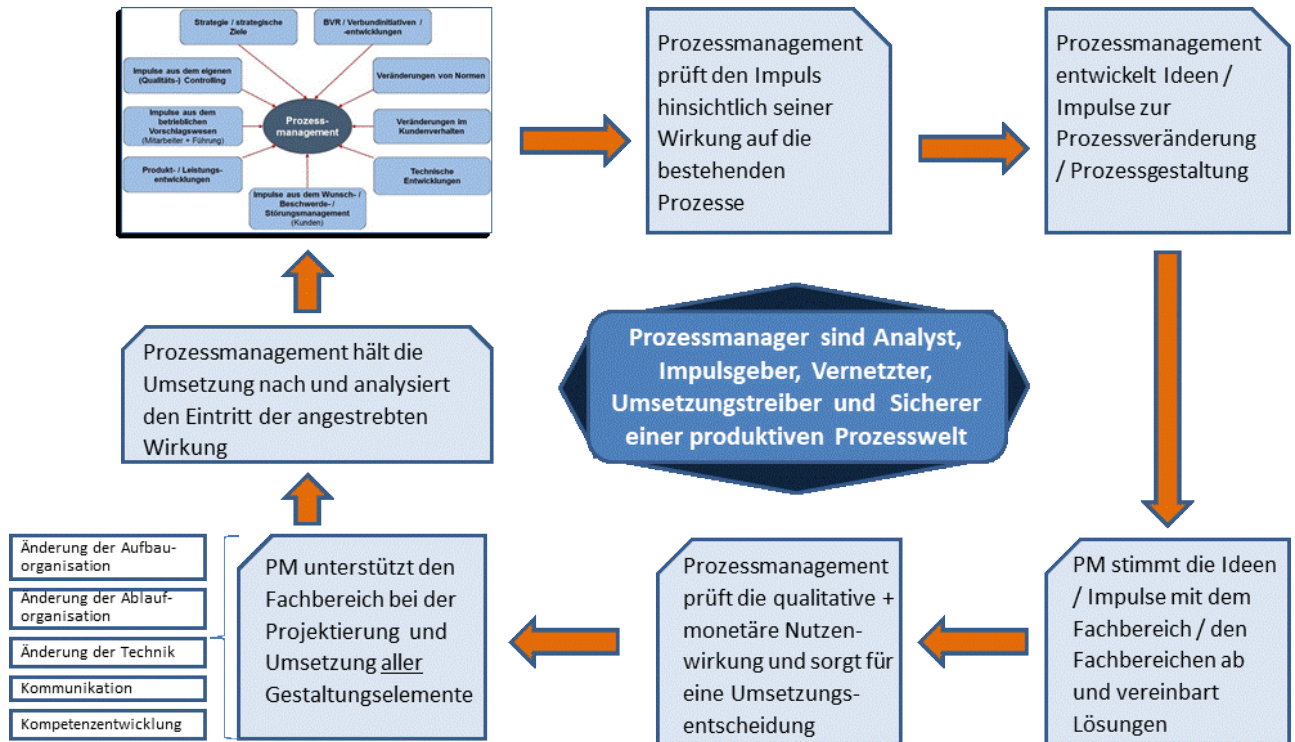 Strategie / strategische
Ziele
BVR / Verbundinitiativen /
-entwicklungen
Impulse aus dem eigenen
(Qualitäts-) Controlling
Veränderungen von Normen
Impulse aus dem
betrieblichen
Vorschlagswesen
(Mitarbeiter + Führung)
Prozess-
management
Veränderungen im
Kundenverhalten
Produkt- / Leistungs-
entwicklungen
Technische
Entwicklungen
Impulse aus dem Wunsch- /
Beschwerde- /
Störungsmanagement
(Kunden)
Prozessmanagement
prüft den Impuls
hinsichtlich seiner
Wirkung auf die
bestehenden
Prozesse
Prozessmanagement
entwickelt Ideen /
Impulse zur
Prozessveränderung
/ Prozessgestaltung
Prozessmanager sind Analyst,
Impulsgeber, Vernetzter,
Umsetzungstreiber und Sicherer
einer produktiven Prozesswelt
PM stimmt die Ideen
/ Impulse mit dem
Fachbereich / den
Fachbereichen ab
und vereinbart
Lösungen
Prozessmanagement
prüft die qualitative +
monetäre Nutzen-
wirkung und sorgt für
eine Umsetzungs-
entscheidung
PM unterstützt den
Fachbereich bei der
Projektierung und
Umsetzung aller
Gestaltungselemente
Änderung der Aufbau-
organisation
Änderung der Ablauf-
organisation
Änderung der Technik
Kommunikation
Kompetenzentwicklung
Prozessmanagement hält die
Umsetzung nach und analysiert
den Eintritt der angestrebten
Wirkung